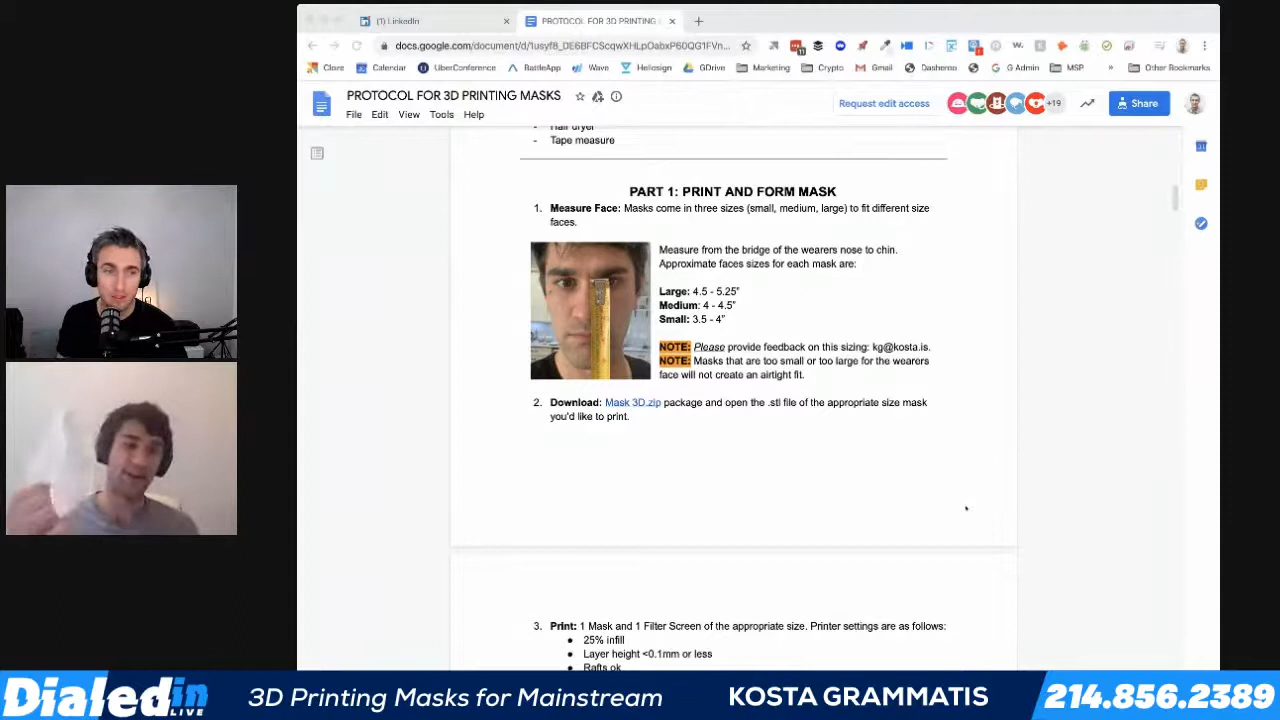 (1) LinkedIn
PROTOCOL FOR 3D PRINTING
docs.google.com/document/d/1usyf8_DE6BFCScqwXHLpOabxP60QG1FVn...
Close
Calendar
UberConference
BattleApp
Wave
Hellosign
GDrive
Marketing
Crypto
Gmail
Dashboards
G Admin
MSP
»
Other Bookmarks
PROTOCOL FOR 3D PRINTING MASKS
File Edit View Tools Help
Request edit access
+19
Share
- Hair dryer
- Tape measure
PART 1: PRINT AND FORM MASK
1. Measure Face: Masks come in three sizes (small, medium, large) to fit different size
faces.
Measure from the bridge of the wearers nose to chin.
Approximate faces sizes for each mask are:
Large: 4.5 - 5.25"
Medium: 4 - 4.5"
Small: 3.5 - 4"
NOTE: Please provide feedback on this sizing: kg@kosta.is.
NOTE: Masks that are too small or too large for the wearers
face will not create an airtight fit.
2. Download: Mask 3D.zip package and open the .stl file of the appropriate size mask
you'd like to print.
3. Print: 1 Mask and 1 Filter Screen of the appropriate size. Printer settings are as follows:
● 25% infill
● Layer height <0.1mm or less
● Rafts ok
Dialedin LIVE
3D Printing Masks for Mainstream
KOSTA GRAMMATIS
214.856.2389